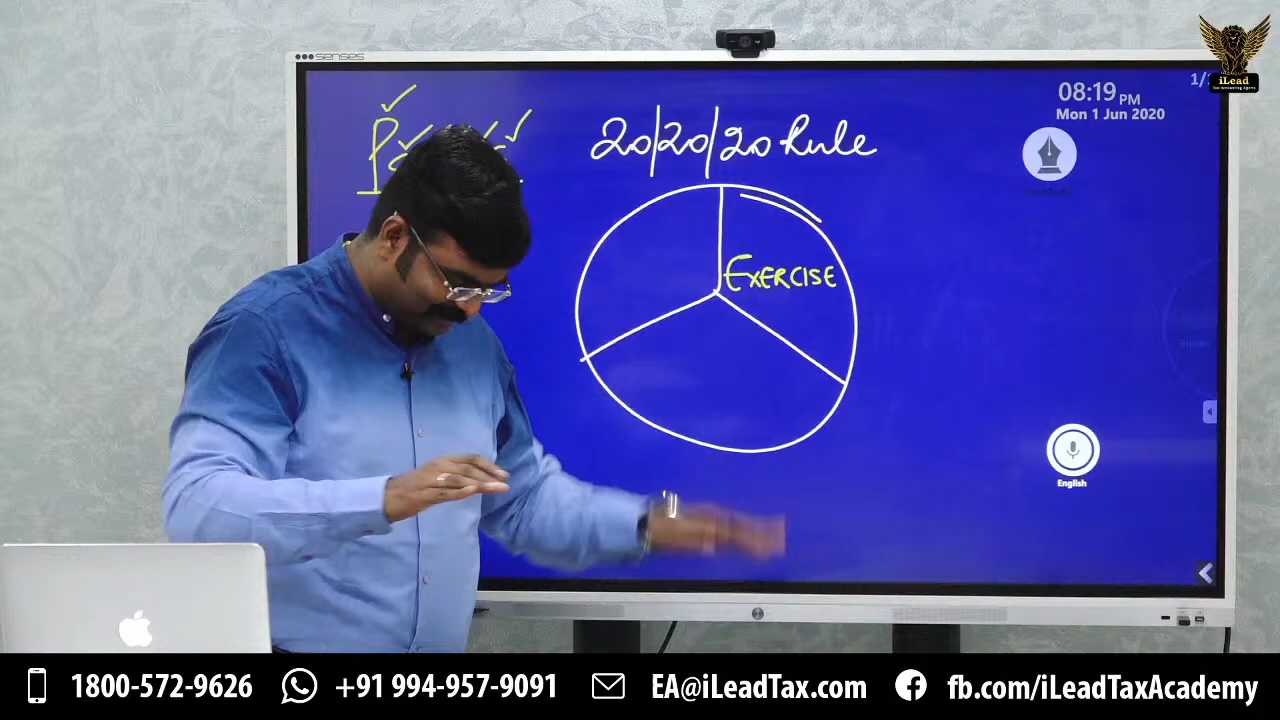 senses
iLead
08:19 PM
Mon 1 Jun 2020
20/20/20 Rule
EXERCISE
English
1800-572-9626
+91 994-957-9091
EA@iLeadTax.com
fb.com/iLeadTaxAcademy